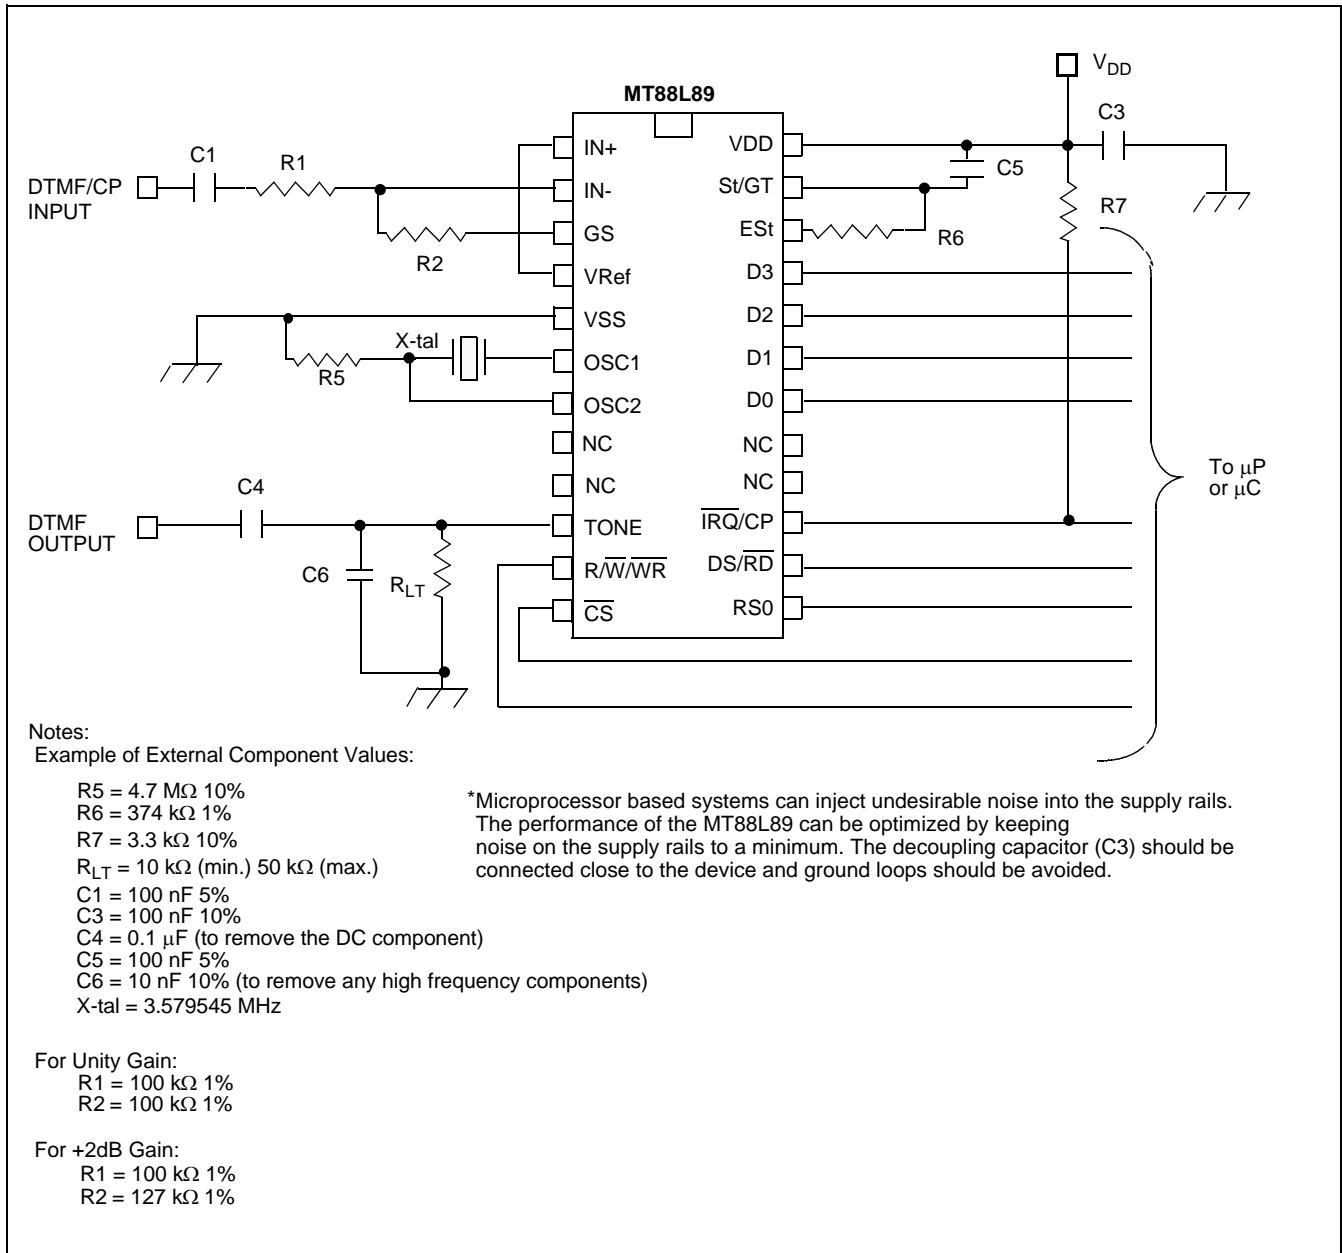 MT88L89
VDD
C3
C1
R1
DTMF/CP
INPUT
R2
IN+
IN-
GS
VRef
VSS
OSC1
OSC2
NC
NC
TONE
R/W̅/W̅R̅
C̅S̅
VDD
St/GT
ESt
D3
D2
D1
D0
NC
NC
I̅R̅Q̅/CP
DS/R̅D̅
RS0
C5
R6
R7
X-tal
R5
To μP
or μC
C4
DTMF
OUTPUT
C6
RLT
Notes:
Example of External Component Values:
R5 = 4.7 MΩ 10%
R6 = 374 kΩ 1%
R7 = 3.3 kΩ 10%
RLT = 10 kΩ (min.) 50 kΩ (max.)
C1 = 100 nF 5%
C3 = 100 nF 10%
C4 = 0.1 μF (to remove the DC component)
C5 = 100 nF 5%
C6 = 10 nF 10% (to remove any high frequency components)
X-tal = 3.579545 MHz
*Microprocessor based systems can inject undesirable noise into the supply rails.
The performance of the MT88L89 can be optimized by keeping
noise on the supply rails to a minimum. The decoupling capacitor (C3) should be
connected close to the device and ground loops should be avoided.
For Unity Gain:
R1 = 100 kΩ 1%
R2 = 100 kΩ 1%
For +2dB Gain:
R1 = 100 kΩ 1%
R2 = 127 kΩ 1%